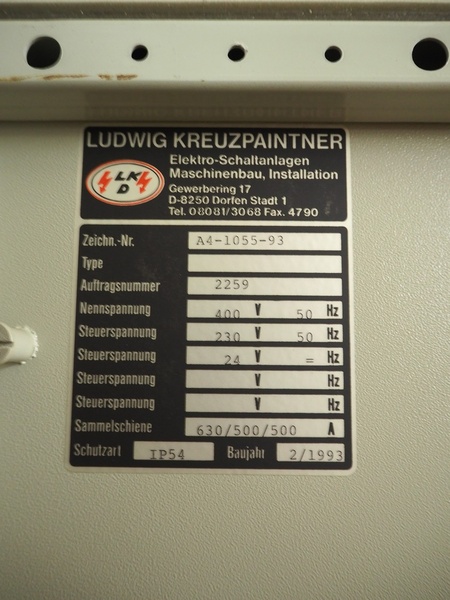 LUDWIG KREUZPAINTNER
LK
D
Elektro-Schaltanlagen
Maschinenbau, Installation
Gewerbering 17
D-8250 Dorfen Stadt 1
Tel. 08081/3068 Fax. 4790
Zeichn.-Nr. A4-1055-93
Type
Auftragsnummer 2259
Nennspannung 400 V 50 Hz
Steuerspannung 230 V 50 Hz
Steuerspannung 24 V = Hz
Steuerspannung V Hz
Steuerspannung V Hz
Sammelschiene 630/500/500 A
Schutzart IP54 Baujahr 2/1993